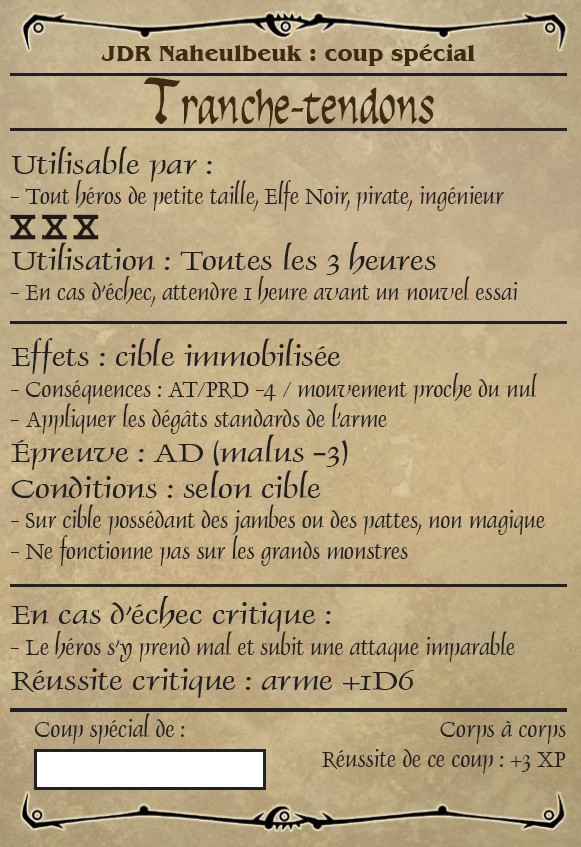 JDR Naheulbeuk : coup spécial
Tranche-tendons
Utilisable par :
- Tout héros de petite taille, Elfe Noir, pirate, ingénieur
Utilisation : Toutes les 3 heures
- En cas d'échec, attendre 1 heure avant un nouvel essai
Effets : cible immobilisée
- Conséquences : AT/PRD -4 / mouvement proche du nul
- Appliquer les dégâts standards de l'arme
Épreuve : AD (malus -3)
Conditions : selon cible
- Sur cible possédant des jambes ou des pattes, non magique
- Ne fonctionne pas sur les grands monstres
En cas d'échec critique :
- Le héros s'y prend mal et subit une attaque imparable
Réussite critique : arme +1D6
Coup spécial de :
Corps à corps
Réussite de ce coup : +3 XP